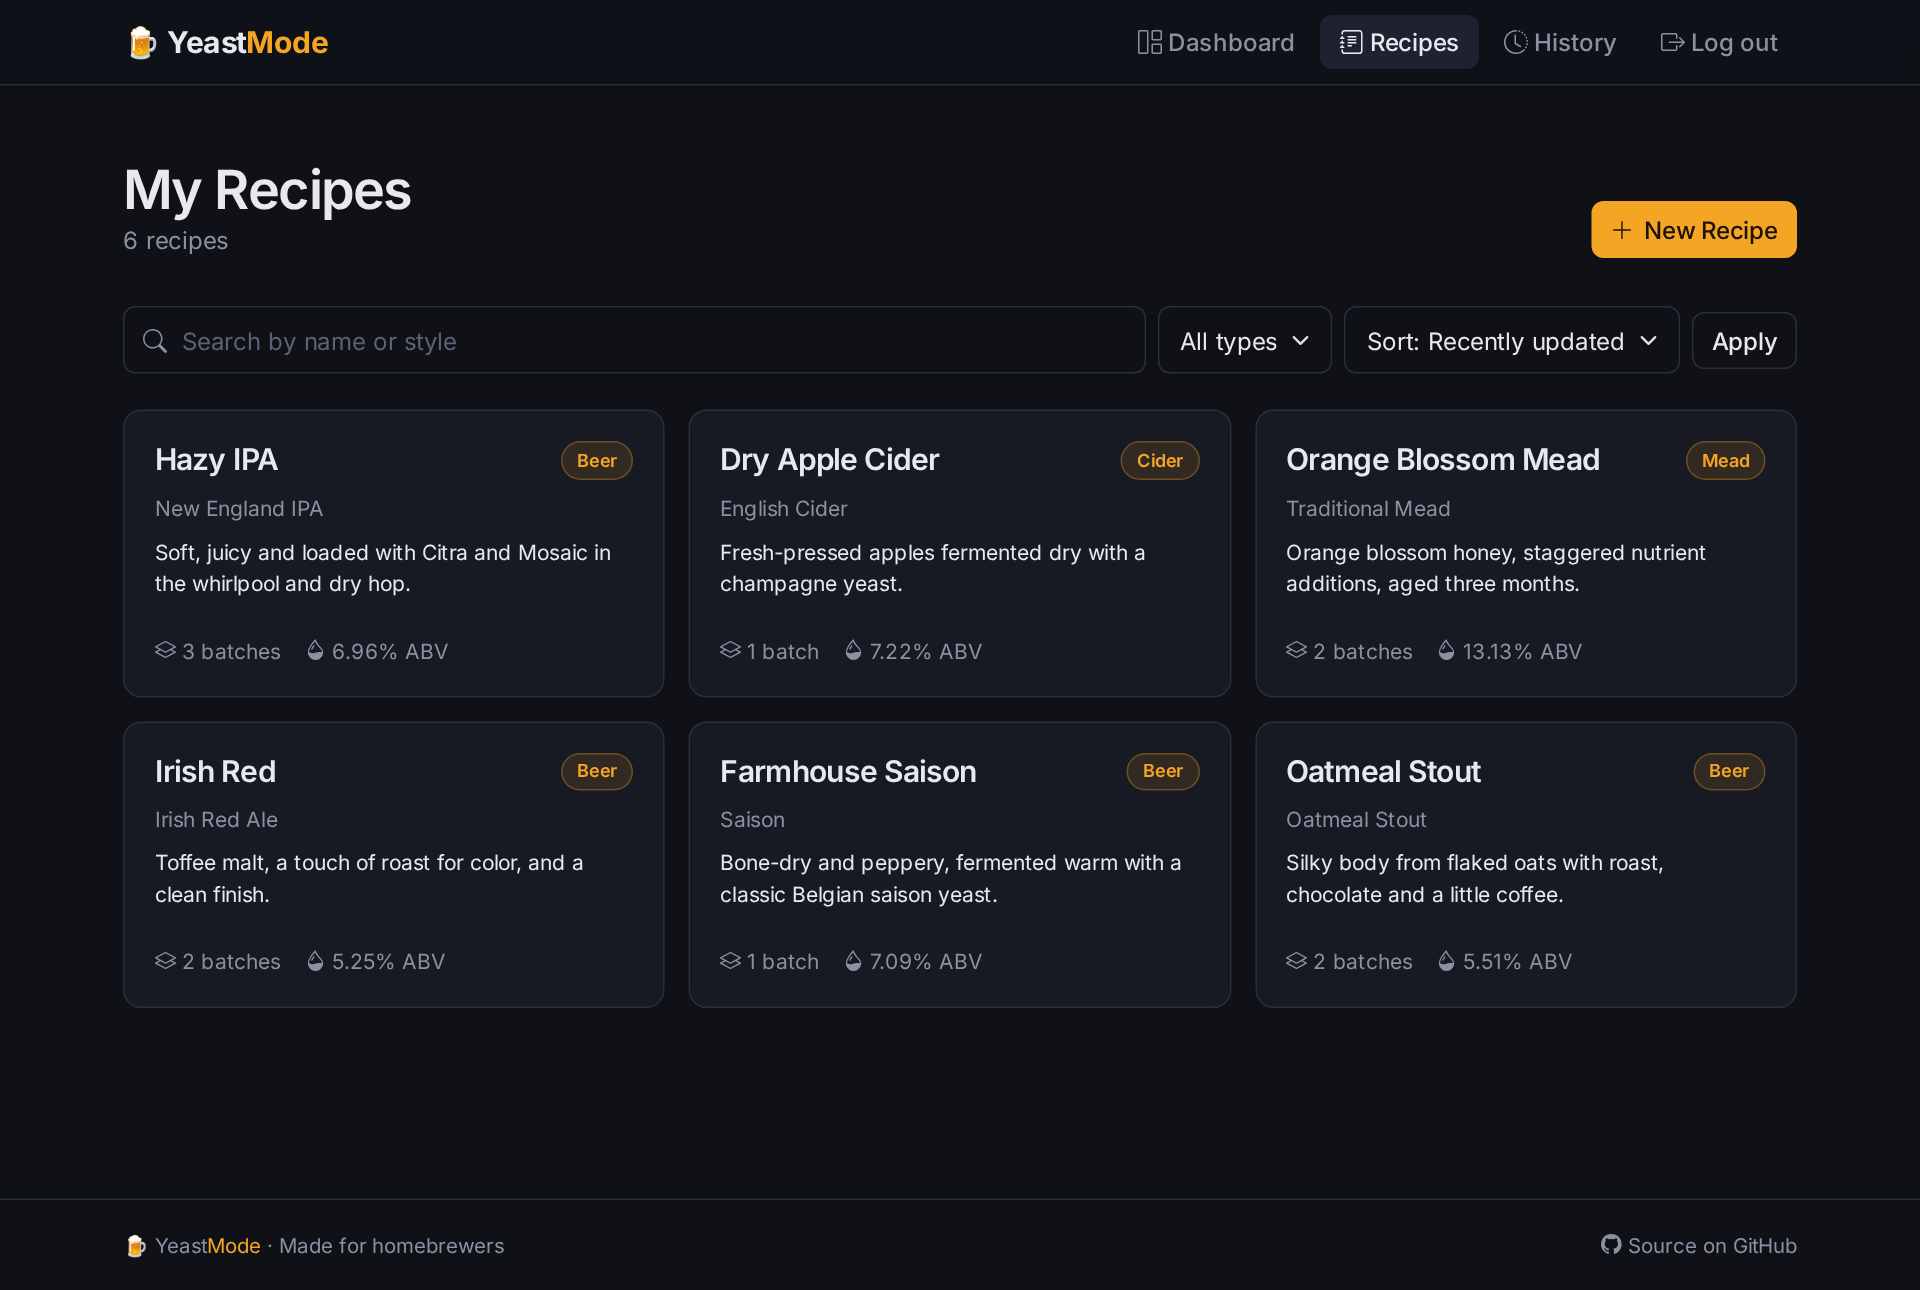 YeastMode
Dashboard
Recipes
History
Log out
My Recipes
6 recipes
New Recipe
Search by name or style
All types
Sort: Recently updated
Apply
Hazy IPA
Beer
New England IPA
Soft, juicy and loaded with Citra and Mosaic in
the whirlpool and dry hop.
3 batches
6.96% ABV
Dry Apple Cider
Cider
English Cider
Fresh-pressed apples fermented dry with a
champagne yeast.
1 batch
7.22% ABV
Orange Blossom Mead
Mead
Traditional Mead
Orange blossom honey, staggered nutrient
additions, aged three months.
2 batches
13.13% ABV
Irish Red
Beer
Irish Red Ale
Toffee malt, a touch of roast for color, and a
clean finish.
2 batches
5.25% ABV
Farmhouse Saison
Beer
Saison
Bone-dry and peppery, fermented warm with a
classic Belgian saison yeast.
1 batch
7.09% ABV
Oatmeal Stout
Beer
Oatmeal Stout
Silky body from flaked oats with roast,
chocolate and a little coffee.
2 batches
5.51% ABV
YeastMode · Made for homebrewers
Source on GitHub